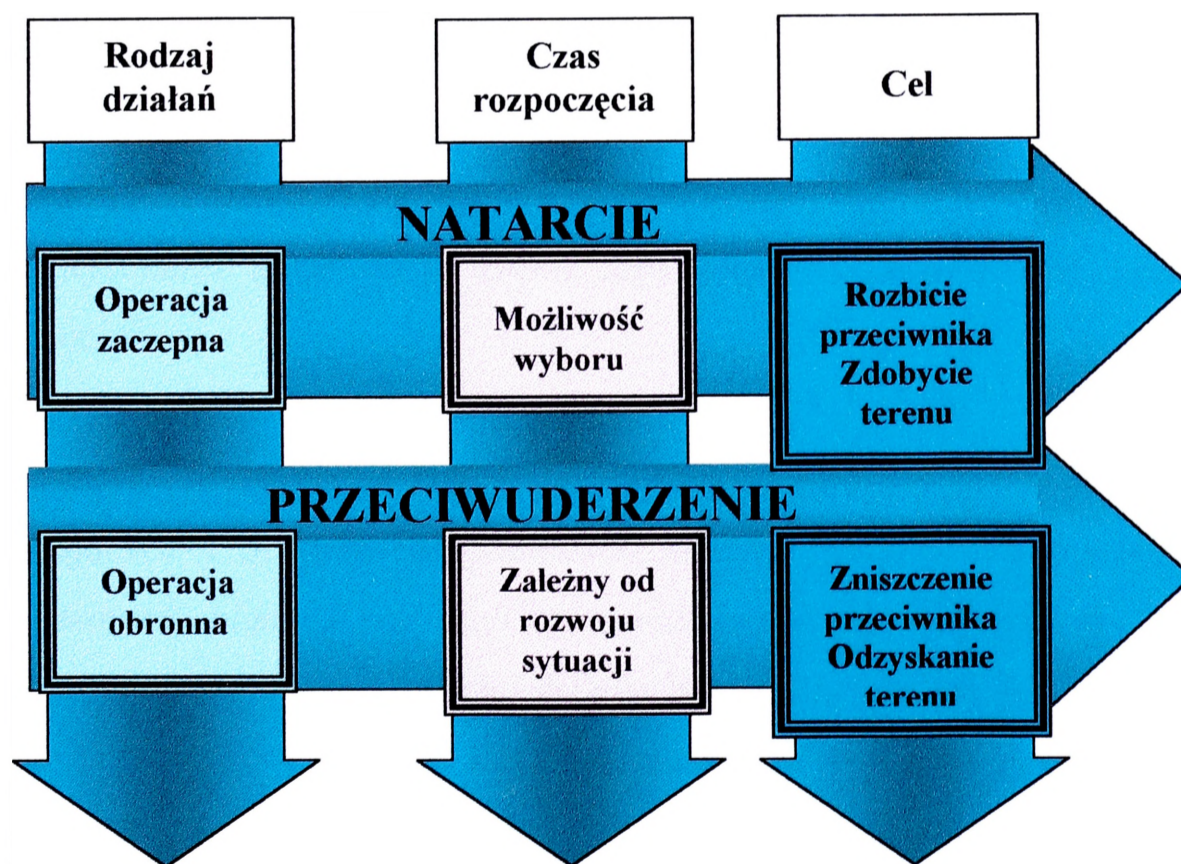 Rodzaj
działań
Czas
rozpoczęcia
Cel
NATARCIE
Operacja
zaczepna
Możliwość
wyboru
Rozbicie
przeciwnika
Zdobycie
terenu
PRZECIWUDERZENIE
Operacja
obronna
Zależny od
rozwoju
sytuacji
Zniszczenie
przeciwnika
Odzyskanie
terenu